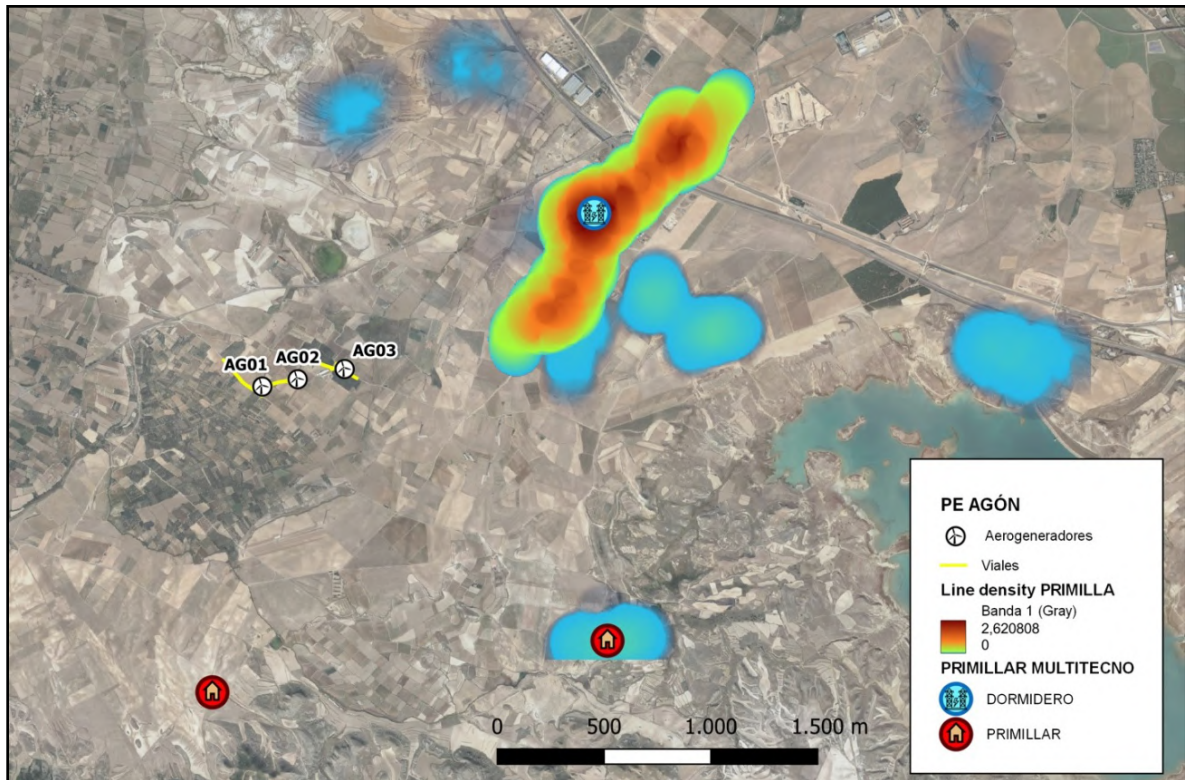 AG01
AG02
AG03
PE AGÓN
Aerogeneradores
Viales
Line density PRIMILLA
Banda 1 (Gray)
2,620808
0
PRIMILLAR MULTITECNO
DORMIDERO
PRIMILLAR
0 500 1.000 1.500 m